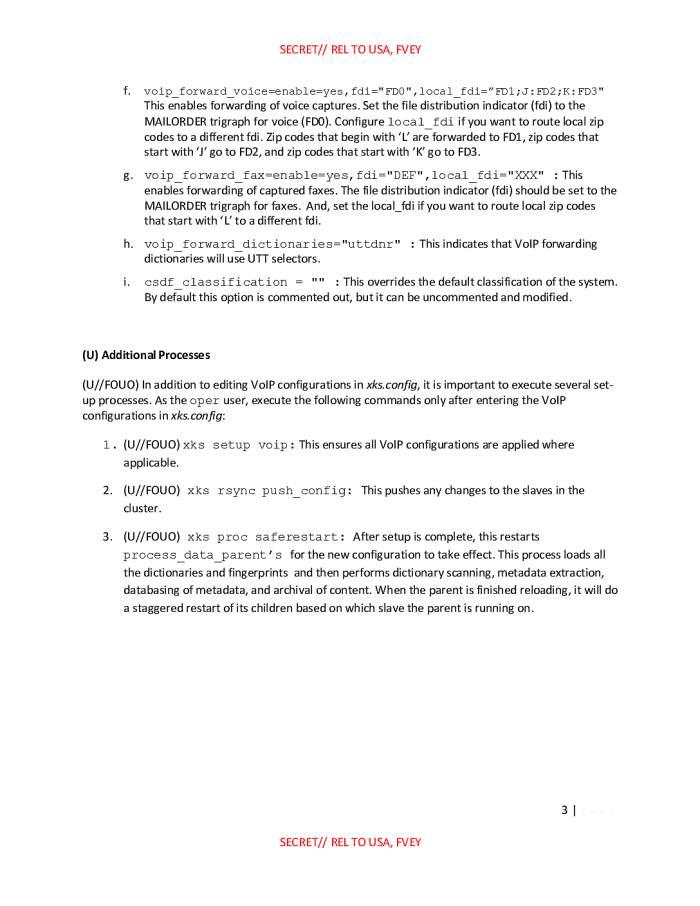 SECRET// REL TO USA, FVEY
f. voip_forward_voice=enable=yes,fdi="FD0",local_fdi=”FD1;J:FD2;K:FD3"
This enables forwarding of voice captures. Set the file distribution indicator (fdi) to the
MAILORDER trigraph for voice (FD0). Configure local_fdi if you want to route local zip
codes to a different fdi. Zip codes that begin with ‘L’ are forwarded to FD1, zip codes that
start with ‘J’ go to FD2, and zip codes that start with ‘K’ go to FD3.
g. voip_forward_fax=enable=yes,fdi="DEF",local_fdi="XXX" : This
enables forwarding of captured faxes. The file distribution indicator (fdi) should be set to the
MAILORDER trigraph for faxes. And, set the local_fdi if you want to route local zip codes
that start with ‘L’ to a different fdi.
h. voip_forward_dictionaries="uttdnr" : This indicates that VoIP forwarding
dictionaries will use UTT selectors.
i. csdf_classification = "" : This overrides the default classification of the system.
By default this option is commented out, but it can be uncommented and modified.
(U) Additional Processes
(U//FOUO) In addition to editing VoIP configurations in xks.config, it is important to execute several set-
up processes. As the oper user, execute the following commands only after entering the VoIP
configurations in xks.config:
1. (U//FOUO) xks setup voip: This ensures all VoIP configurations are applied where
applicable.
2. (U//FOUO) xks rsync push_config: This pushes any changes to the slaves in the
cluster.
3. (U//FOUO) xks proc saferestart: After setup is complete, this restarts
process_data_parent’s for the new configuration to take effect. This process loads all
the dictionaries and fingerprints and then performs dictionary scanning, metadata extraction,
databasing of metadata, and archival of content. When the parent is finished reloading, it will do
a staggered restart of its children based on which slave the parent is running on.
3 |
SECRET// REL TO USA, FVEY